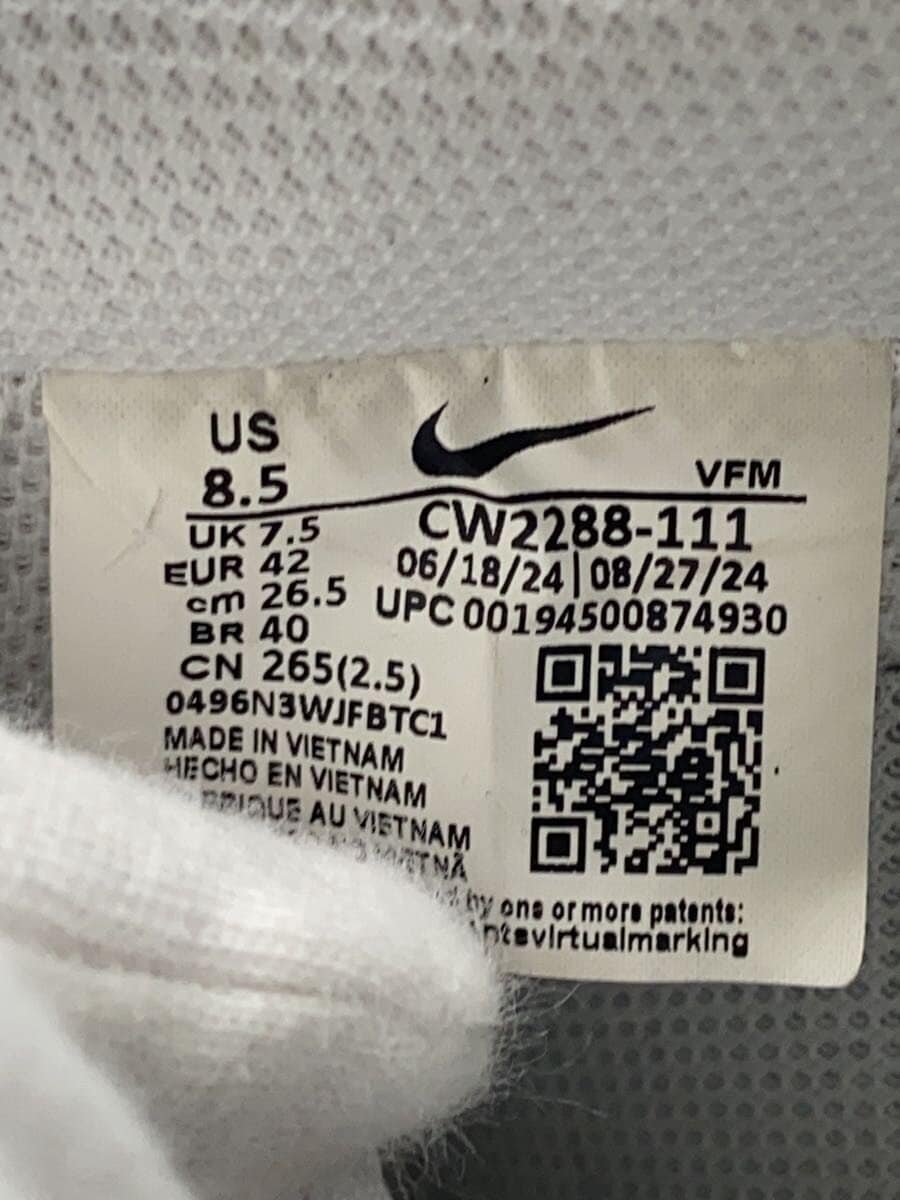 US
8.5
VFM
UK 7.5
EUR 42
cm 26.5
BR 40
CN 265(2.5)
CW2288-111
06/18/24|08/27/24
UPC 00194500874930
0496N3WJFBTC1
MADE IN VIETNAM
HECHO EN VIETNAM
AU VIETNAM
by one or more patents: